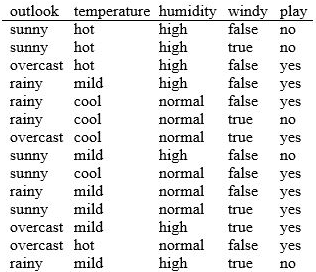 outlook temperature humidity windy play
sunny hot high false no
sunny hot high true no
overcast hot high false yes
rainy mild high false yes
rainy cool normal false yes
rainy cool normal true no
overcast cool normal true yes
sunny mild high false no
sunny cool normal false yes
rainy mild normal false yes
sunny mild normal true yes
overcast mild high true yes
overcast hot normal false yes
rainy mild high true no